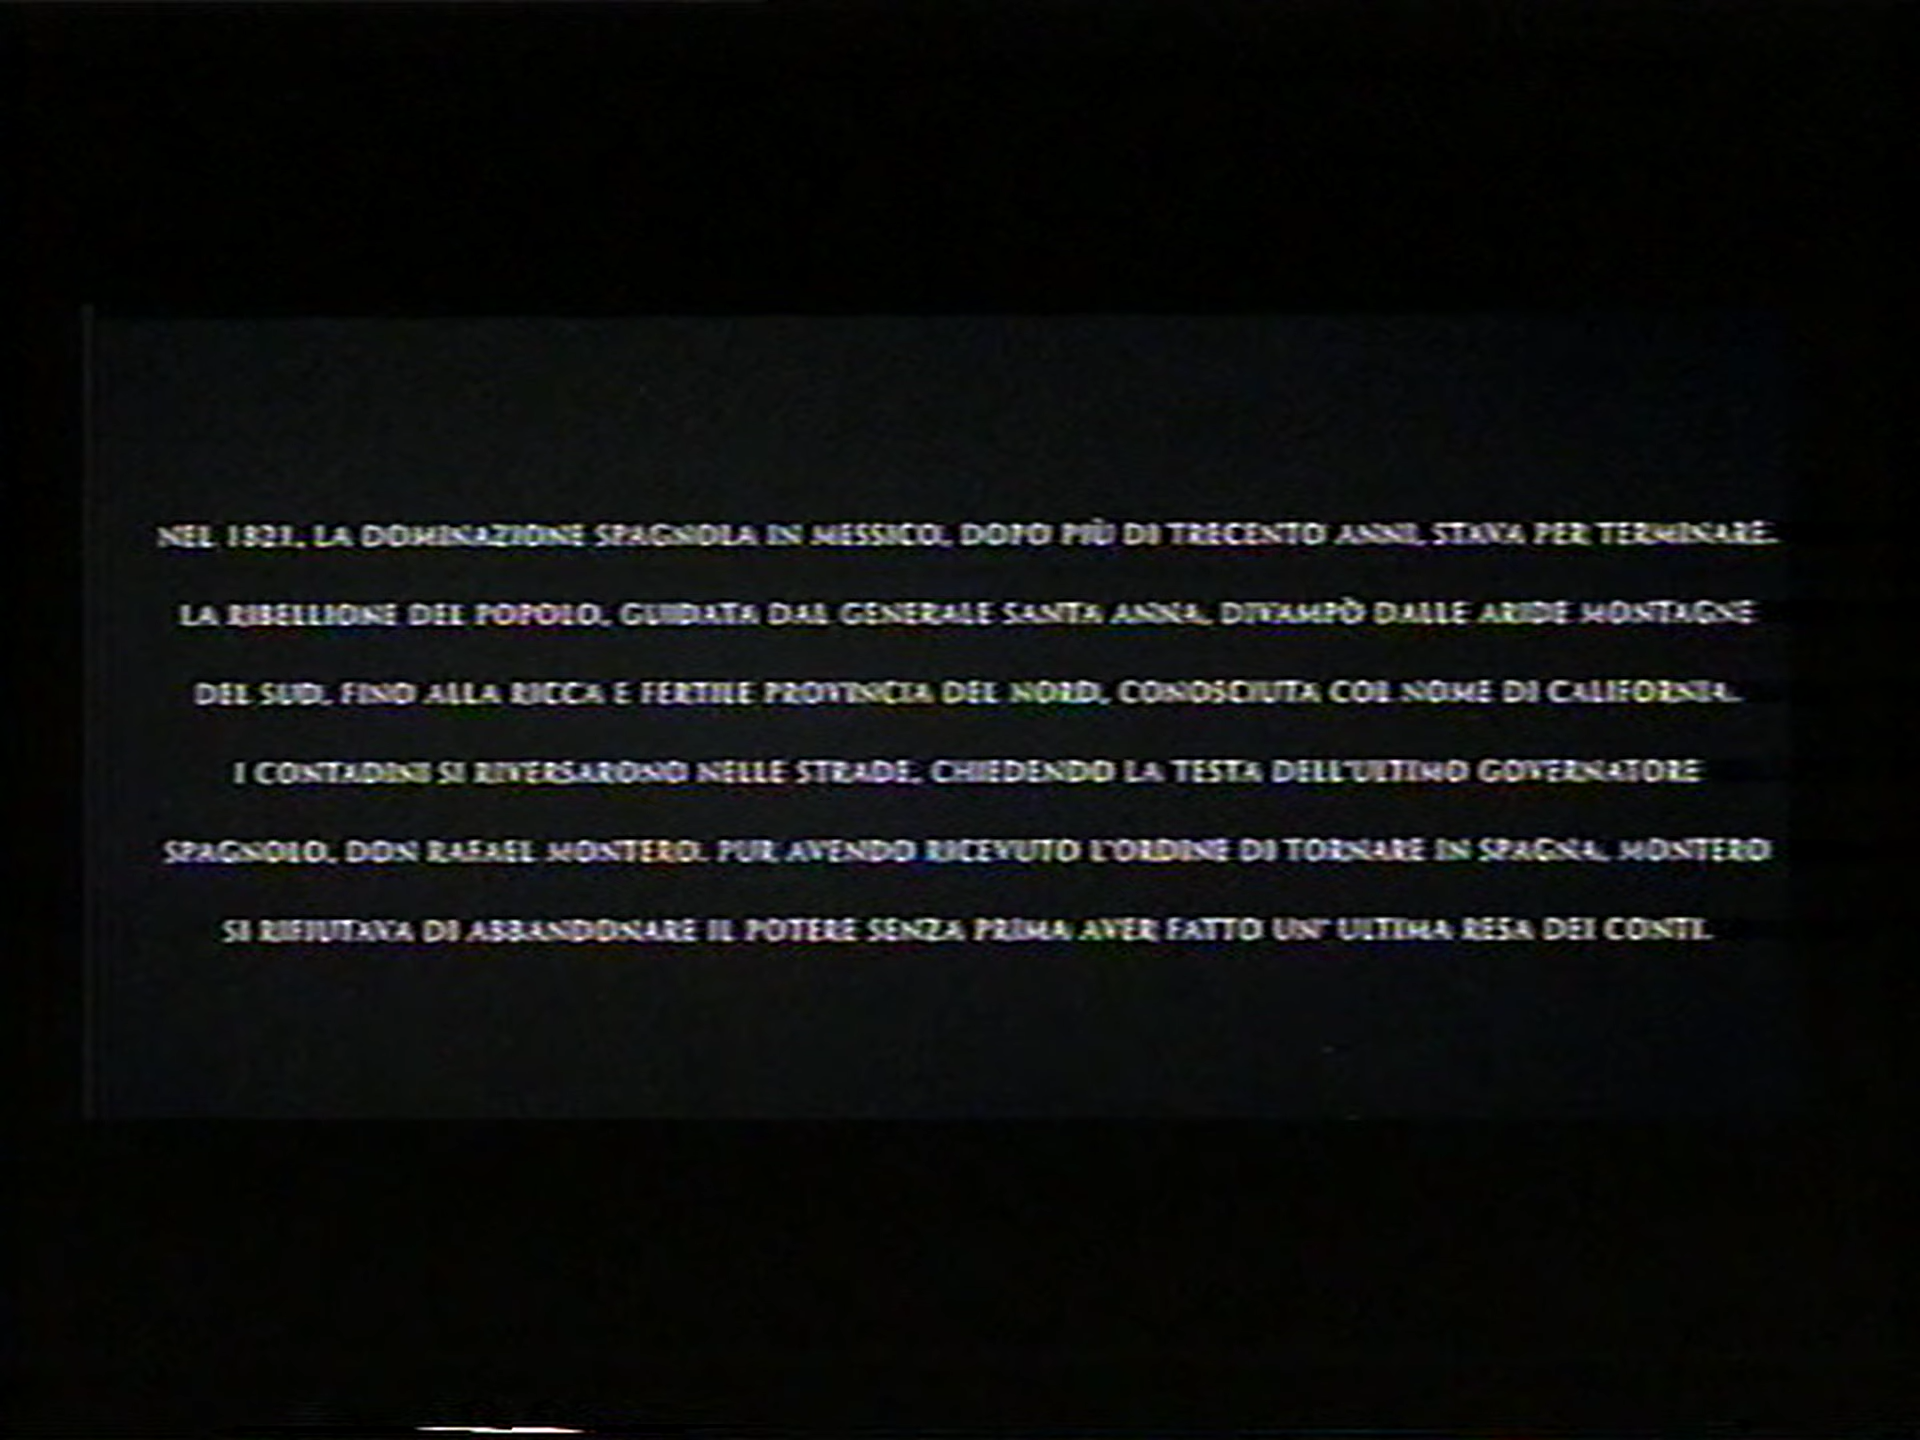 NEL 1821, LA DOMINAZIONE SPAGNOLA IN MESSICO, DOPO PIÙ DI TRECENTO ANNI, STAVA PER TERMINARE.
LA RIBELLIONE DEL POPOLO, GUIDATA DAL GENERALE SANTA ANNA, DIVAMPÒ DALLE ARIDE MONTAGNE
DEL SUD, FINO ALLA RICCA E FERTILE PROVINCIA DEL NORD, CONOSCIUTA COL NOME DI CALIFORNIA.
I CONTADINI SI RIVERSARONO NELLE STRADE, CHIEDENDO LA TESTA DELL'ULTIMO GOVERNATORE
SPAGNOLO, DON RAFAEL MONTERO. PUR AVENDO RICEVUTO L'ORDINE DI TORNARE IN SPAGNA, MONTERO
SI RIFIUTAVA DI ABBANDONARE IL POTERE SENZA PRIMA AVER FATTO UN' ULTIMA RESA DEI CONTI.